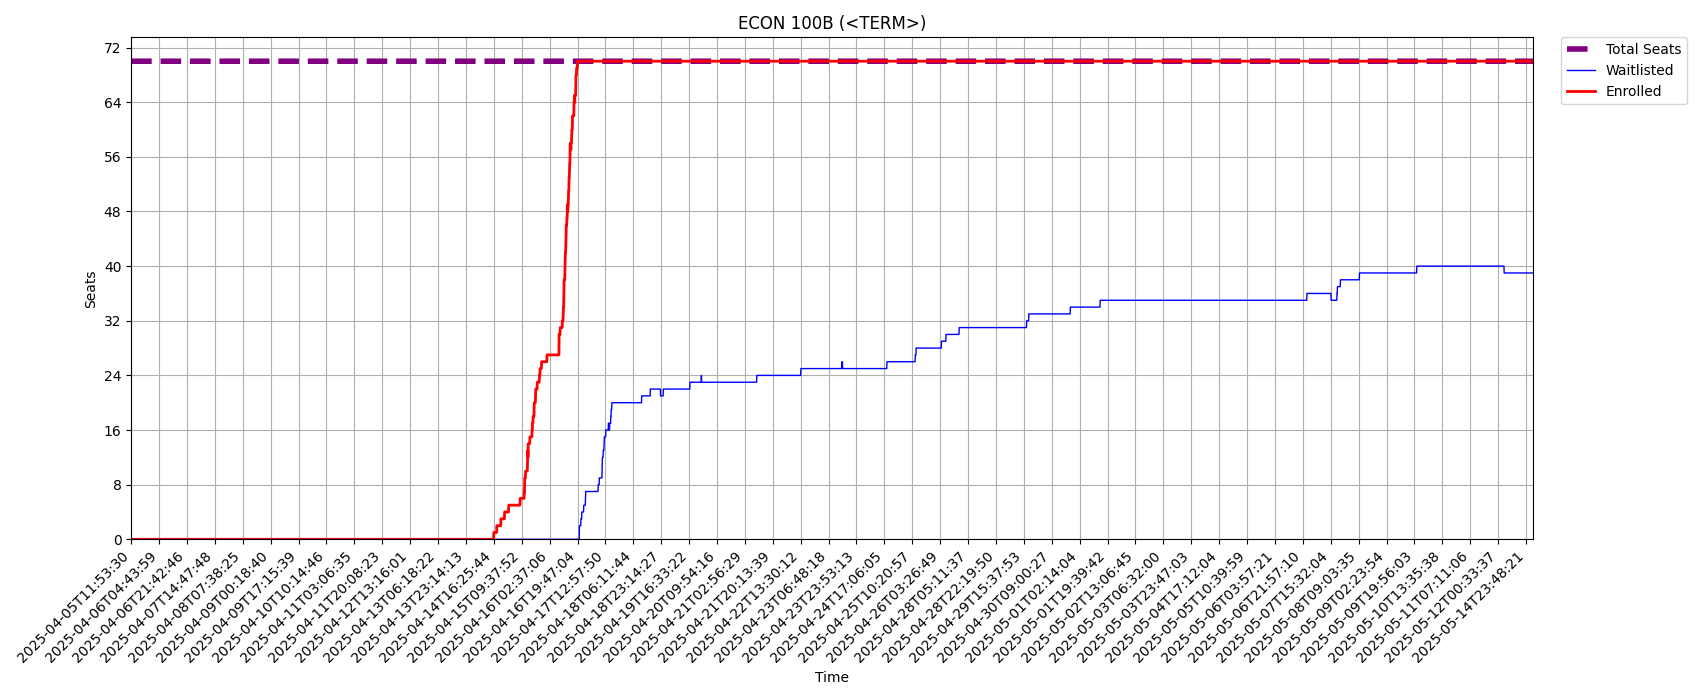 ECON 100B (<TERM>)
Total Seats
Waitlisted
Enrolled
Seats
72
64
56
48
40
32
24
16
8
0
2025-04-05T11:53:30
2025-04-06T04:43:59
2025-04-06T21:42:46
2025-04-07T14:47:48
2025-04-08T07:38:25
2025-04-09T00:18:40
2025-04-09T17:15:39
2025-04-10T10:14:46
2025-04-11T03:06:35
2025-04-11T20:08:23
2025-04-12T13:16:01
2025-04-13T06:18:22
2025-04-13T23:14:13
2025-04-14T16:25:44
2025-04-15T09:37:52
2025-04-16T02:37:06
2025-04-16T19:47:04
2025-04-17T12:57:50
2025-04-18T06:11:44
2025-04-18T23:14:27
2025-04-19T16:33:22
2025-04-20T09:54:16
2025-04-21T02:56:29
2025-04-21T20:13:39
2025-04-22T13:30:12
2025-04-23T06:48:18
2025-04-23T23:53:13
2025-04-24T17:06:05
2025-04-25T10:20:57
2025-04-26T03:26:49
2025-04-28T05:11:37
2025-04-28T22:19:50
2025-04-29T15:37:53
2025-04-30T09:00:27
2025-05-01T02:14:04
2025-05-01T19:39:42
2025-05-02T13:06:45
2025-05-03T06:32:00
2025-05-03T23:47:03
2025-05-04T17:12:04
2025-05-05T10:39:59
2025-05-06T03:57:21
2025-05-06T21:57:10
2025-05-07T15:32:04
2025-05-08T09:03:35
2025-05-09T02:23:54
2025-05-09T19:56:03
2025-05-10T13:35:38
2025-05-11T07:11:06
2025-05-12T00:33:37
2025-05-14T23:48:21
Time